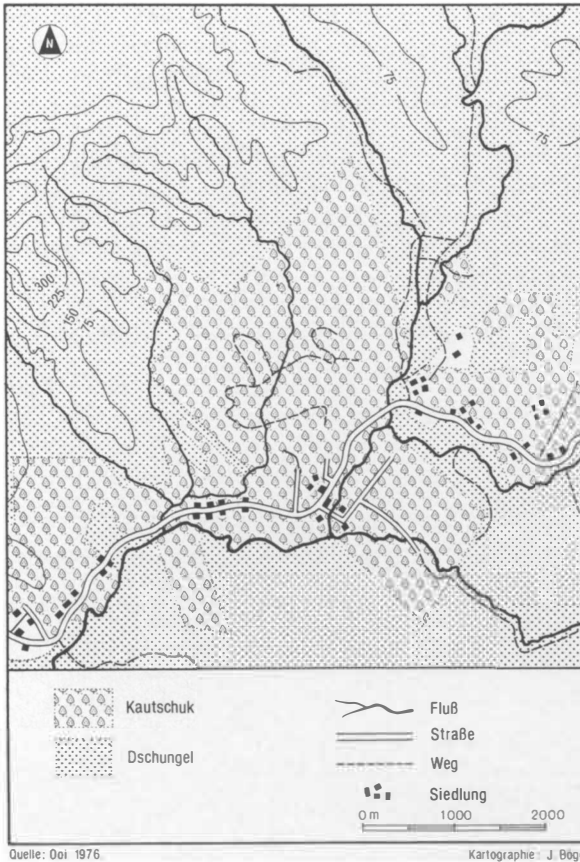 N
75
75
300
225
150
75
Kautschuk
Dschungel
Fluß
Straße
Weg
Siedlung
0 m 1000 2000
Quelle: Ooi 1976
Kartographie: J. Bög